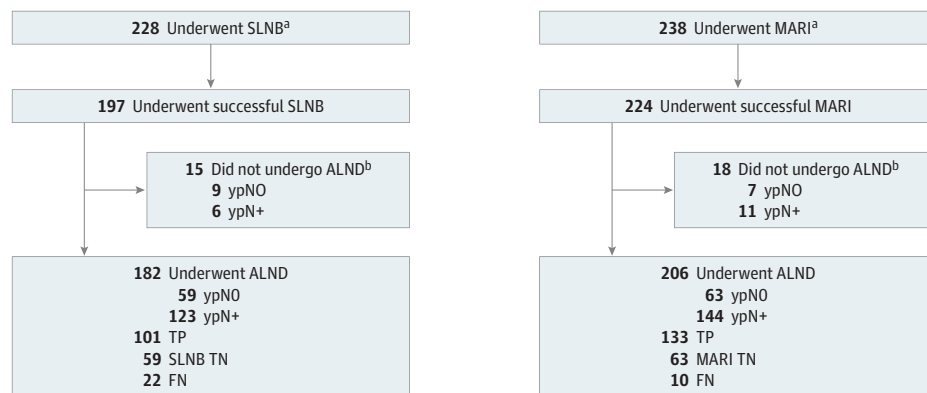 228 Underwent SLNBa
197 Underwent successful SLNB
15 Did not undergo ALNDb
9 ypNO
6 ypN+
182 Underwent ALND
59 ypN0
123 ypN+
101 TP
59 SLNB TN
22 FN
238 Underwent MARIa
224 Underwent successful MARI
18 Did not undergo ALNDb
7 ypNO
11 ypN+
206 Underwent ALND
63 ypN0
144 ypN+
133 TP
63 MARI TN
10 FN